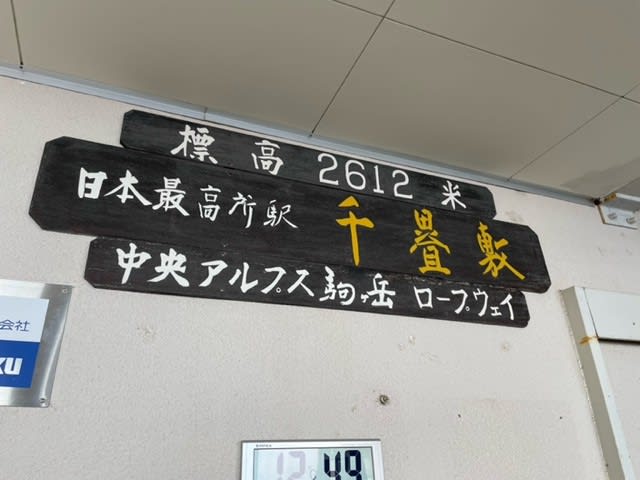 標高 2612 米
日本最高所駅 千畳敷
中央アルプス駒ヶ岳 ロープウェイ
会社
KU
12 49